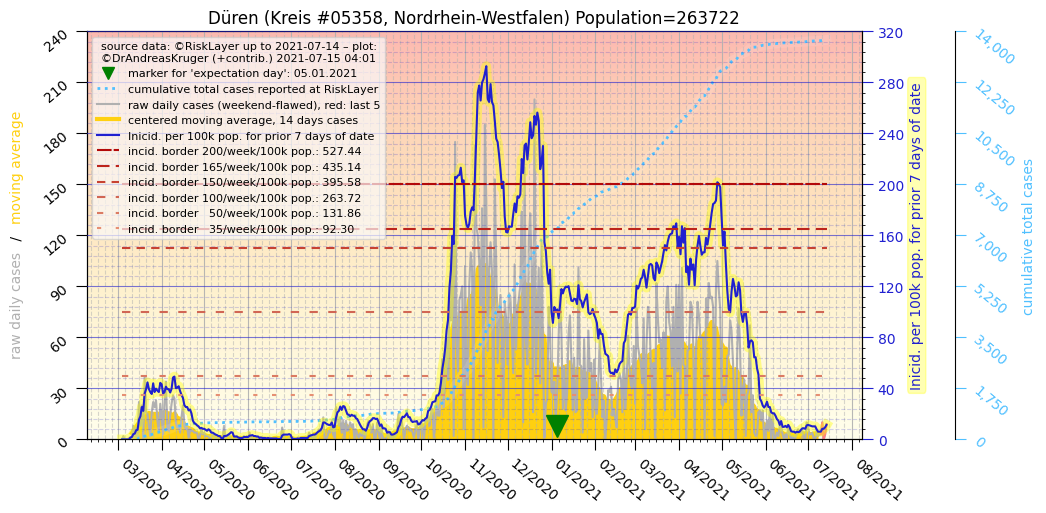 Düren (Kreis #05358, Nordrhein-Westfalen) Population=263722
source data: ©RiskLayer up to 2021-07-14 – plot:
©DrAndreasKruger (+contrib.) 2021-07-15 04:01
marker for 'expectation day': 05.01.2021
cumulative total cases reported at RiskLayer
raw daily cases (weekend-flawed), red: last 5
centered moving average, 14 days cases
Inicid. per 100k pop. for prior 7 days of date
incid. border 200/week/100k pop.: 527.44
incid. border 165/week/100k pop.: 435.14
incid. border 150/week/100k pop.: 395.58
incid. border 100/week/100k pop.: 263.72
incid. border 50/week/100k pop.: 131.86
incid. border 35/week/100k pop.: 92.30
raw daily cases / moving average
240
210
180
150
120
90
60
30
0
320
280
240
200
160
120
80
40
0
Inicid. per 100k pop. for prior 7 days of date
14,000
12,250
10,500
8,750
7,000
5,250
3,500
1,750
0
cumulative total cases
03/2020
04/2020
05/2020
06/2020
07/2020
08/2020
09/2020
10/2020
11/2020
12/2020
01/2021
02/2021
03/2021
04/2021
05/2021
06/2021
07/2021
08/2021